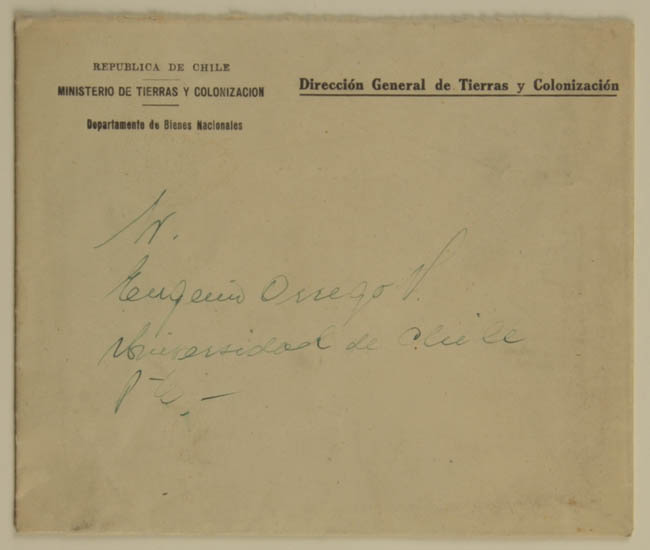 REPUBLICA DE CHILE
MINISTERIO DE TIERRAS Y COLONIZACION
Departamento de Bienes Nacionales
Dirección General de Tierras y Colonización
Sr.
Eugenio Orrego V.
Universidad de Chile
Pte.-